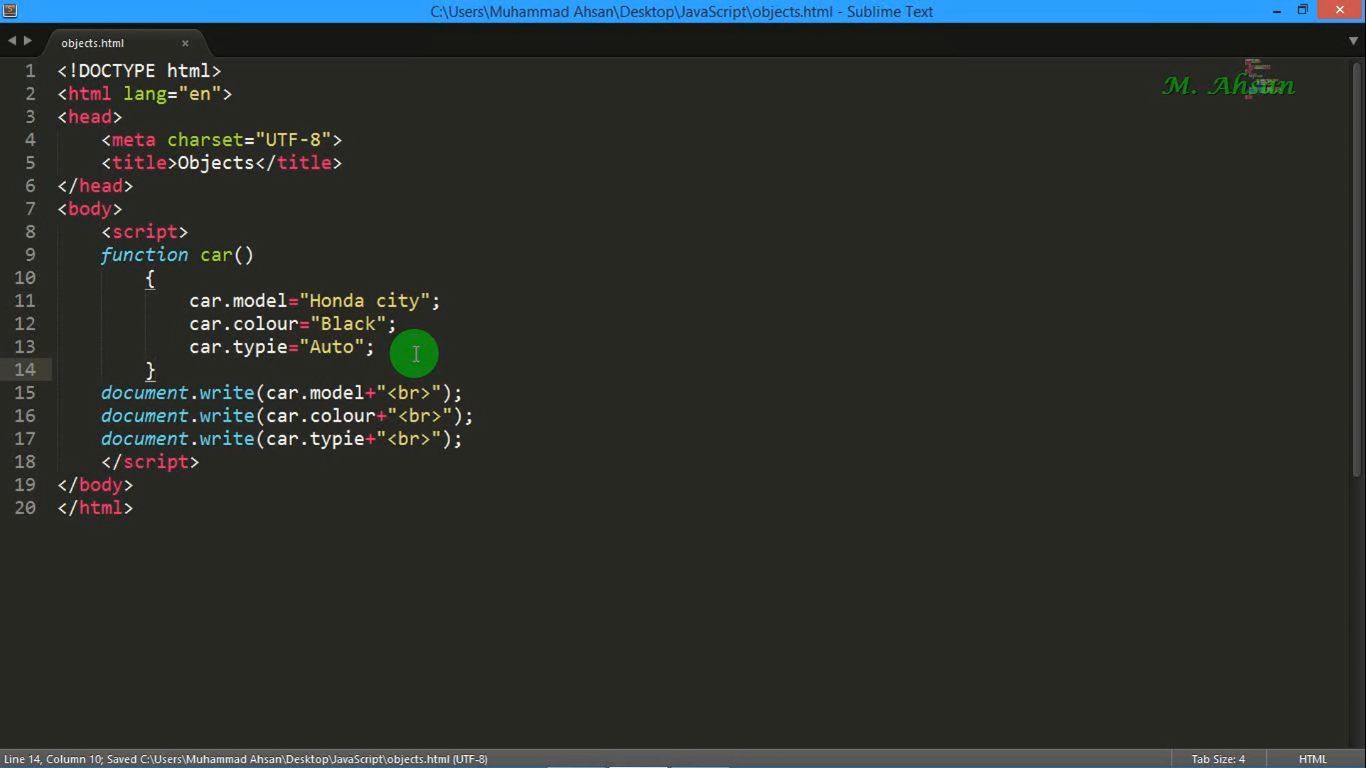 C:\Users\Muhammad Ahsan\Desktop\JavaScript\objects.html - Sublime Text
objects.html
M. Ahsan
1 <!DOCTYPE html>
2 <html lang="en">
3 <head>
4     <meta charset="UTF-8">
5     <title>Objects</title>
6 </head>
7 <body>
8     <script>
9     function car()
10         {
11             car.model="Honda city";
12             car.colour="Black";
13             car.typie="Auto";
14         }
15     document.write(car.model+"<br>");
16     document.write(car.colour+"<br>");
17     document.write(car.typie+"<br>");
18     </script>
19 </body>
20 </html>
Line 14, Column 10; Saved C:\Users\Muhammad Ahsan\Desktop\JavaScript\objects.html (UTF-8)
Tab Size: 4
HTML